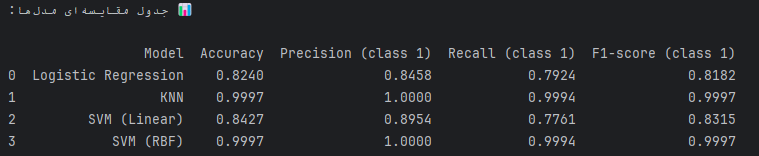 📊 جدول مقایسه‌ای مدل‌ها:
Model Accuracy Precision (class 1) Recall (class 1) F1-score (class 1)
0 Logistic Regression 0.8240 0.8458 0.7924 0.8182
1 KNN 0.9997 1.0000 0.9994 0.9997
2 SVM (Linear) 0.8427 0.8954 0.7761 0.8315
3 SVM (RBF) 0.9997 1.0000 0.9994 0.9997